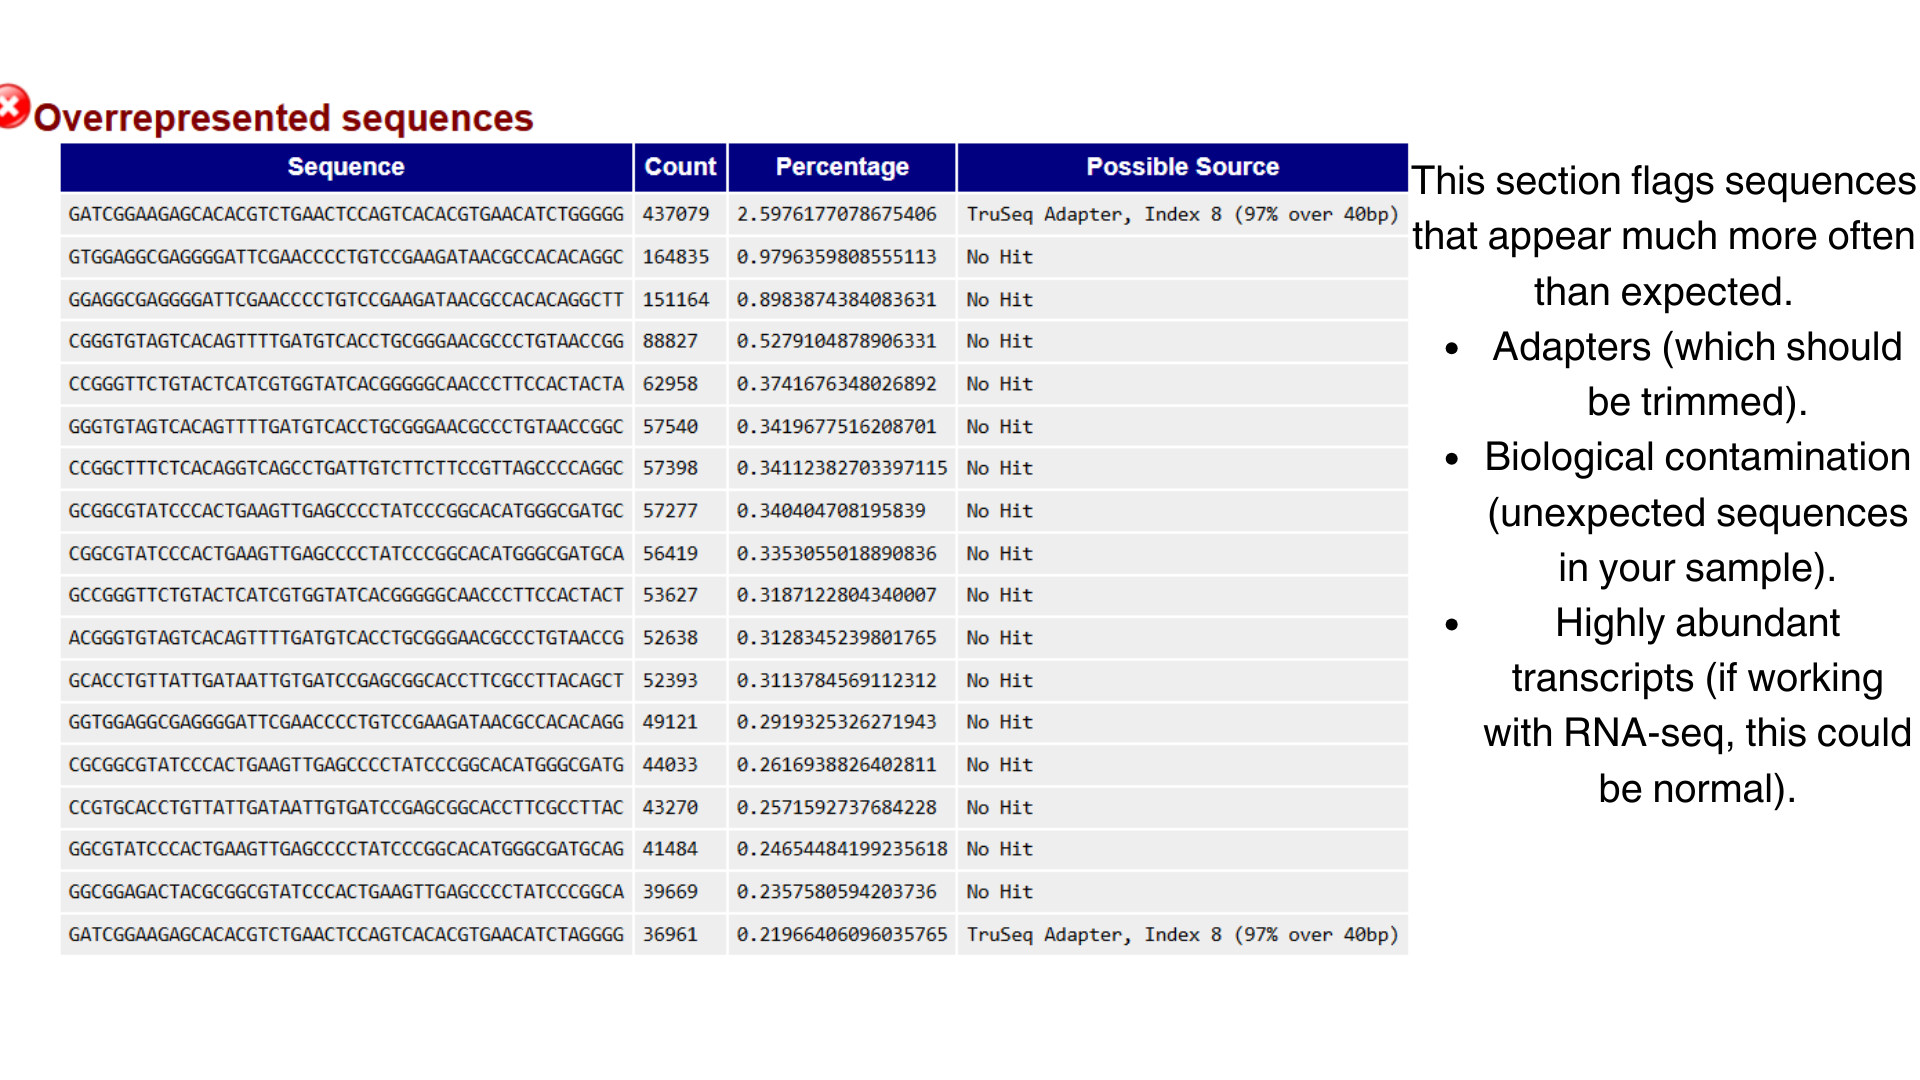 Overrepresented sequences
Sequence Count Percentage Possible Source
GATCGGAAGAGCACACGTCTGAACTCCAGTCACACGTGAACATCTGGGGG 437079 2.5976177078675406 TruSeq Adapter, Index 8 (97% over 40bp)
GTGGAGGCGAGGGGATTCGAACCCCTGTCCGAAGATAACGCCACACAGGC 164835 0.9796359808555113 No Hit
GGAGGCGAGGGGATTCGAACCCCTGTCCGAAGATAACGCCACACAGGCTT 151164 0.8983874384083631 No Hit
CGGGTGTAGTCACAGTTTTGATGTCACCTGCGGGAACGCCCTGTAACCGG 88827 0.5279104878906331 No Hit
CCGGGTTCTGTACTCATCGTGGTATCACGGGGGCAACCCTTCCACTACTA 62958 0.3741676348026892 No Hit
GGGTGTAGTCACAGTTTTGATGTCACCTGCGGGAACGCCCTGTAACCGGC 57540 0.3419677516208701 No Hit
CCGGCTTTCTCACAGGTCAGCCTGATTGTCTTCTTCCGTTAGCCCCAGGC 57398 0.34112382703397115 No Hit
GCGGCGTATCCCACTGAAGTTGAGCCCCTATCCCGGCACATGGGCGATGC 57277 0.340404708195839 No Hit
CGGCGTATCCCACTGAAGTTGAGCCCCTATCCCGGCACATGGGCGATGCA 56419 0.3353055018890836 No Hit
GCCGGGTTCTGTACTCATCGTGGTATCACGGGGGCAACCCTTCCACTACT 53627 0.3187122804340007 No Hit
ACGGGTGTAGTCACAGTTTTGATGTCACCTGCGGGAACGCCCTGTAACCG 52638 0.3128345239801765 No Hit
GCACCTGTTATTGATAATTGTGATCCGAGCGGCACCTTCGCCTTACAGCT 52393 0.3113784569112312 No Hit
GGTGGAGGCGAGGGGATTCGAACCCCTGTCCGAAGATAACGCCACACAGG 49121 0.2919325326271943 No Hit
CGCGGCGTATCCCACTGAAGTTGAGCCCCTATCCCGGCACATGGGCGATG 44033 0.2616938826402811 No Hit
CCGTGCACCTGTTATTGATAATTGTGATCCGAGCGGCACCTTCGCCTTAC 43270 0.2571592737684228 No Hit
GGCGTATCCCACTGAAGTTGAGCCCCTATCCCGGCACATGGGCGATGCAG 41484 0.24654484199235618 No Hit
GGCGGAGACTACGCGGCGTATCCCACTGAAGTTGAGCCCCTATCCCGGCA 39669 0.2357580594203736 No Hit
GATCGGAAGAGCACACGTCTGAACTCCAGTCACACGTGAACATCTAGGGG 36961 0.21966406096035765 TruSeq Adapter, Index 8 (97% over 40bp)
This section flags sequences
that appear much more often
than expected.
• Adapters (which should
be trimmed).
• Biological contamination
(unexpected sequences
in your sample).
• Highly abundant
transcripts (if working
with RNA-seq, this could
be normal).